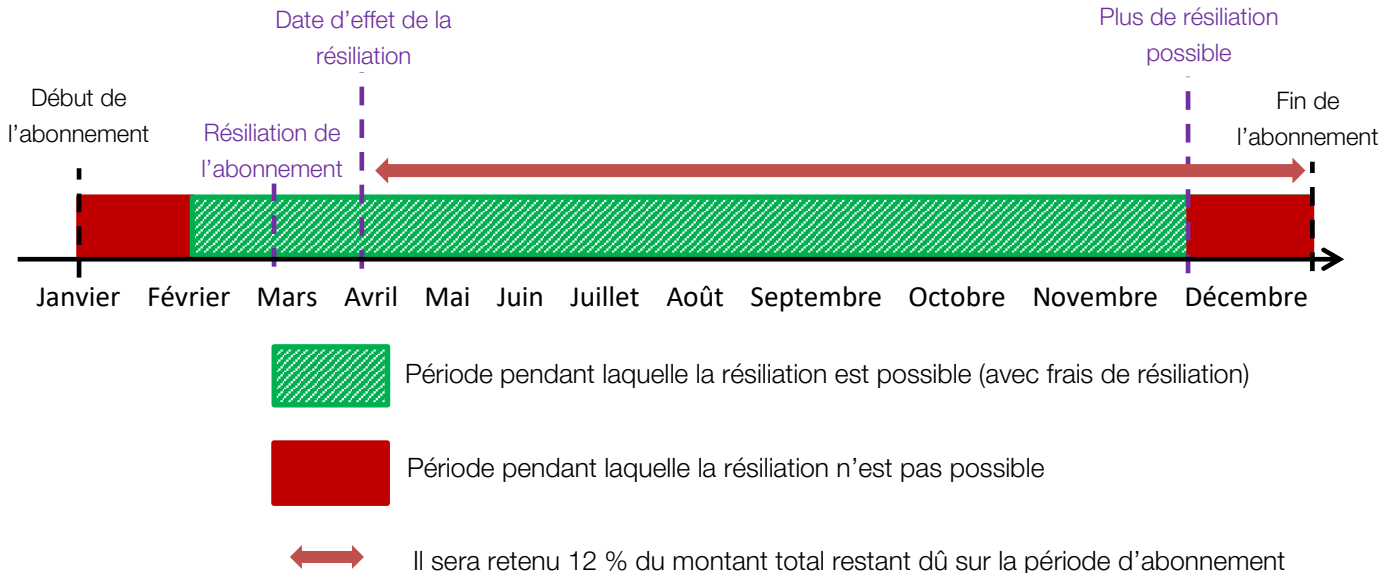 Date d’effet de la
résiliation
Plus de résiliation
possible
Début de
l’abonnement
Résiliation de
l’abonnement
Fin de
l’abonnement
Janvier Février Mars Avril Mai Juin Juillet Août Septembre Octobre Novembre Décembre
Période pendant laquelle la résiliation est possible (avec frais de résiliation)
Période pendant laquelle la résiliation n’est pas possible
Il sera retenu 12 % du montant total restant dû sur la période d’abonnement